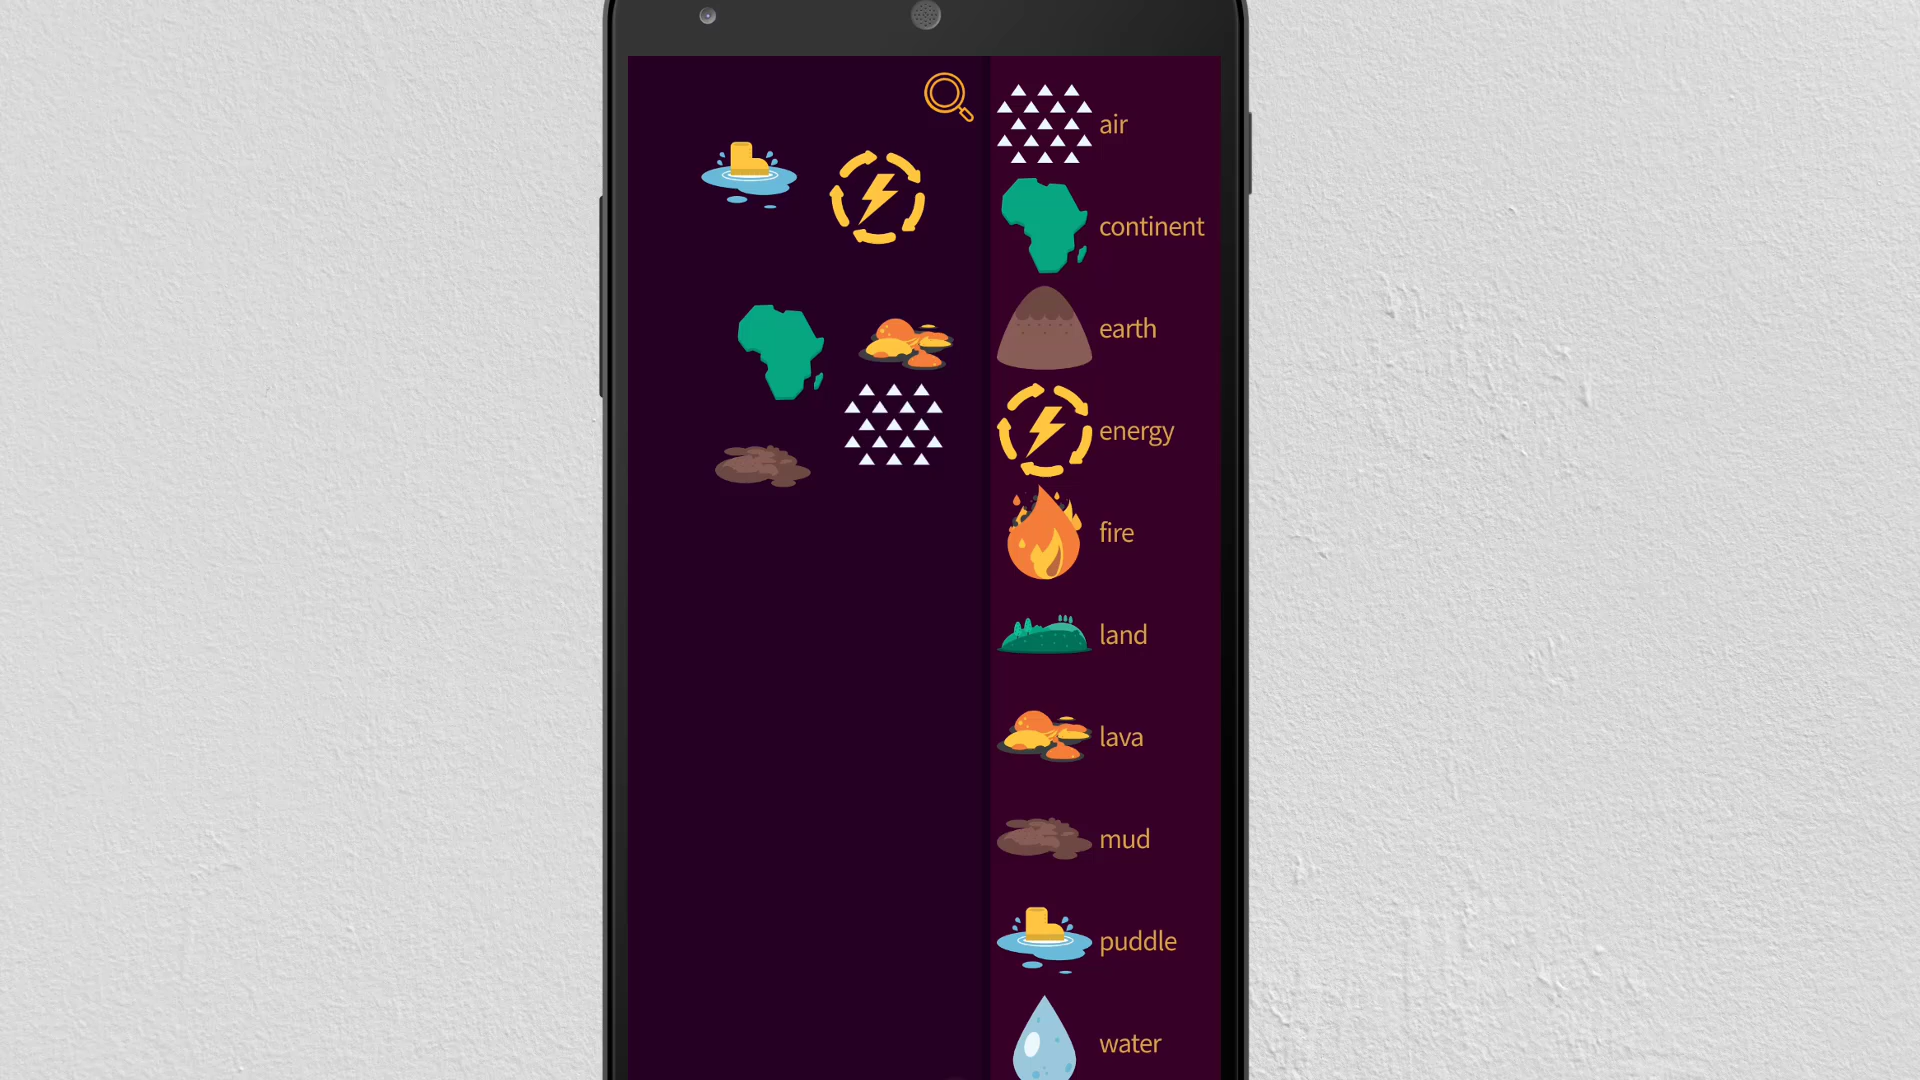 air
continent
earth
energy
fire
land
lava
mud
puddle
water